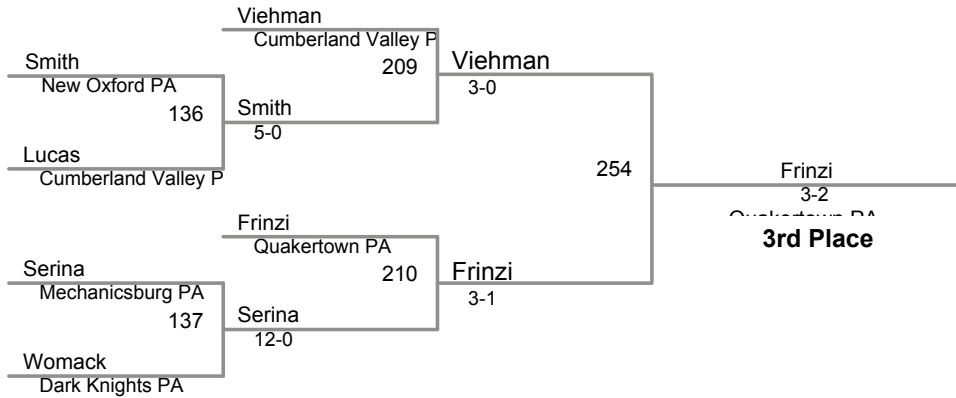 Viehman
Cumberland Valley P
Smith
New Oxford PA
209
Viehman
3-0
136
Smith
5-0
Lucas
Cumberland Valley P
254
Frinzi
3-2
Quakertown PA
3rd Place
Frinzi
Quakertown PA
Serina
Mechanicsburg PA
210
Frinzi
3-1
137
Serina
12-0
Womack
Dark Knights PA